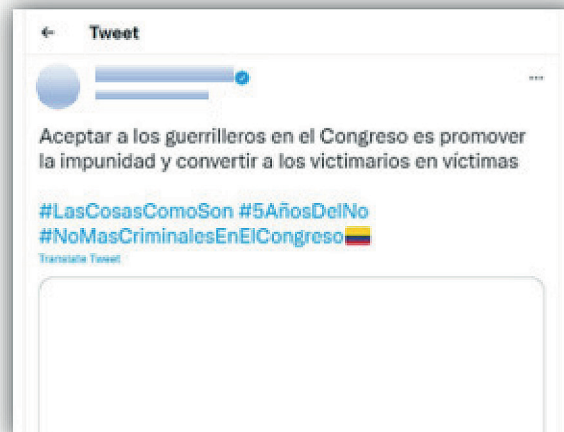 Tweet
Aceptar a los guerrilleros en el Congreso es promover
la impunidad y convertir a los victimarios en víctimas
#LasCosasComoSon #5AñosDelNo
#NoMasCriminalesEnElCongreso
Translate Tweet